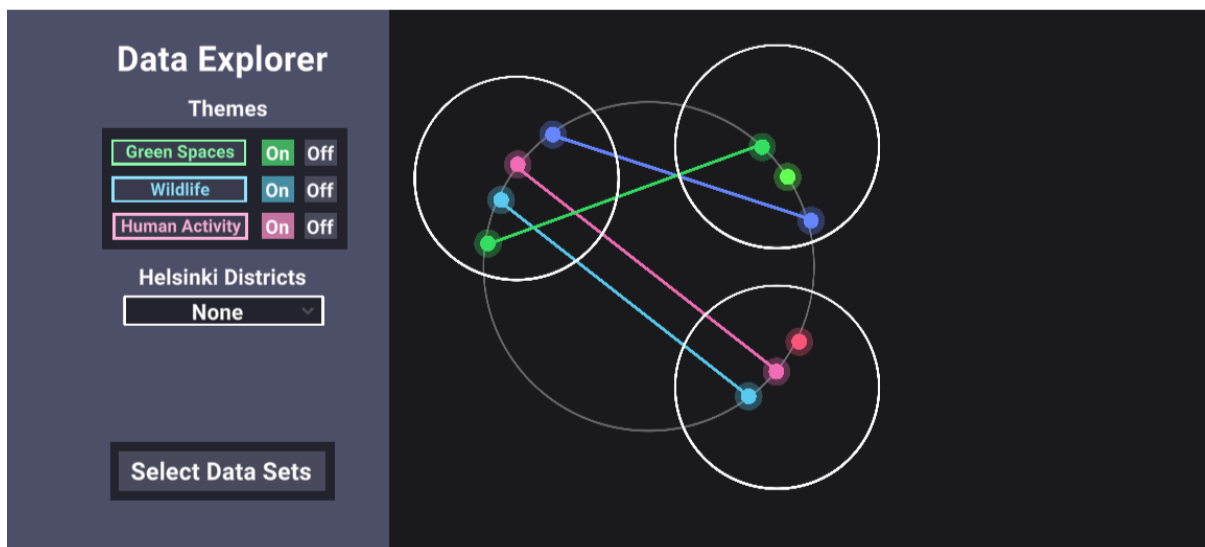 Data Explorer
Themes
Green Spaces On Off
Wildlife On Off
Human Activity On Off
Helsinki Districts
None
Select Data Sets